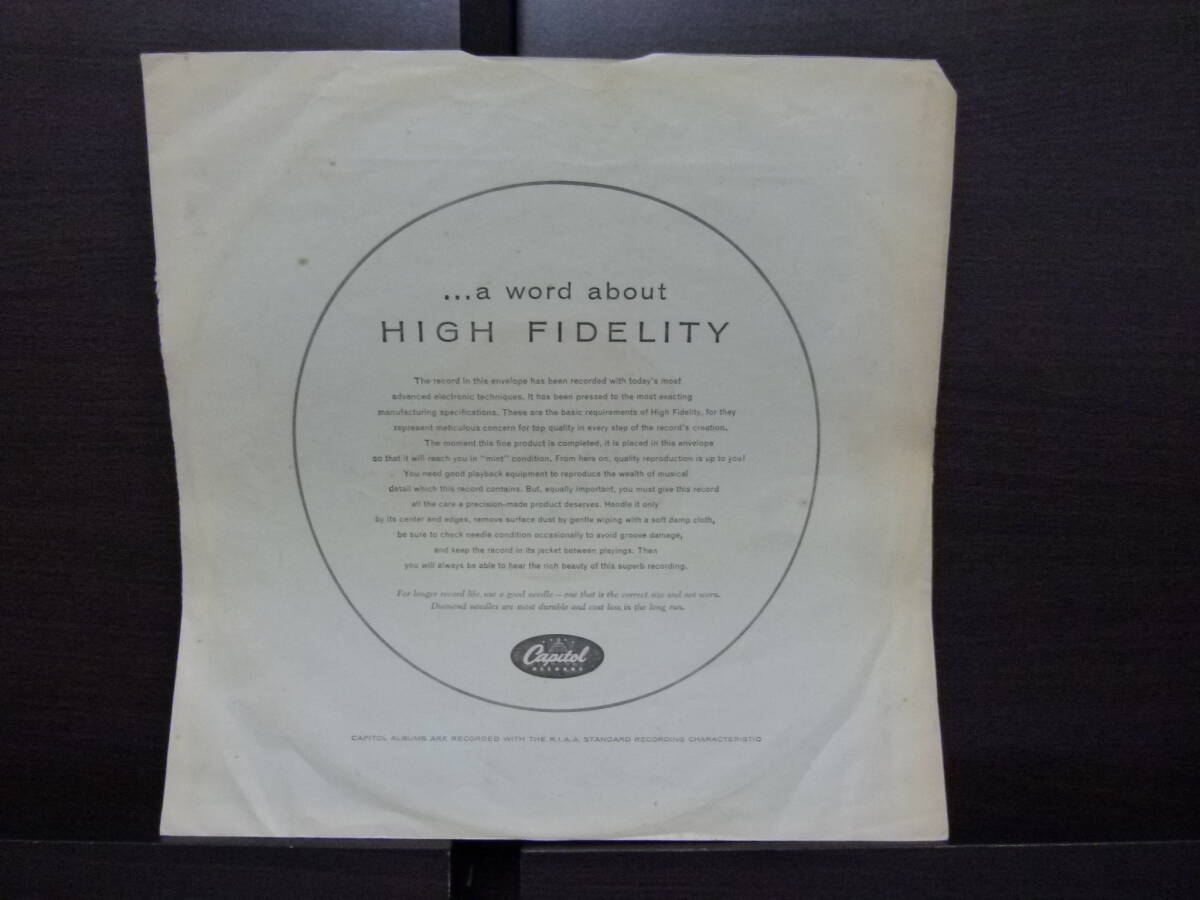 ...a word about
HIGH FIDELITY
The record in this envelope has been recorded with today's most
advanced electronic techniques. It has been pressed to the most exacting
manufacturing specifications. These are the basic requirements of High Fidelity, for they
represent meticulous concern for top quality in every step of the record's creation.
The moment this fine product is completed, it is placed in this envelope
so that it will reach you in "mint" condition. From here on, quality reproduction is up to you!
You need good playback equipment to reproduce the wealth of musical
detail which this record contains. But, equally important, you must give this record
all the care a precision-made product deserves. Handle it only
by its center and edges, remove surface dust by gentle wiping with a soft damp cloth,
be sure to check needle condition occasionally to avoid groove damage,
and keep the record in its jacket between playings. Then
you will always be able to hear the rich beauty of this superb recording.
For longer record life, use a good needle — one that is the correct size and not worn.
Diamond needles are most durable and cost less in the long run.
Capitol
RECORDS
CAPITOL ALBUMS ARE RECORDED WITH THE R.I.A.A. STANDARD RECORDING CHARACTERISTIC